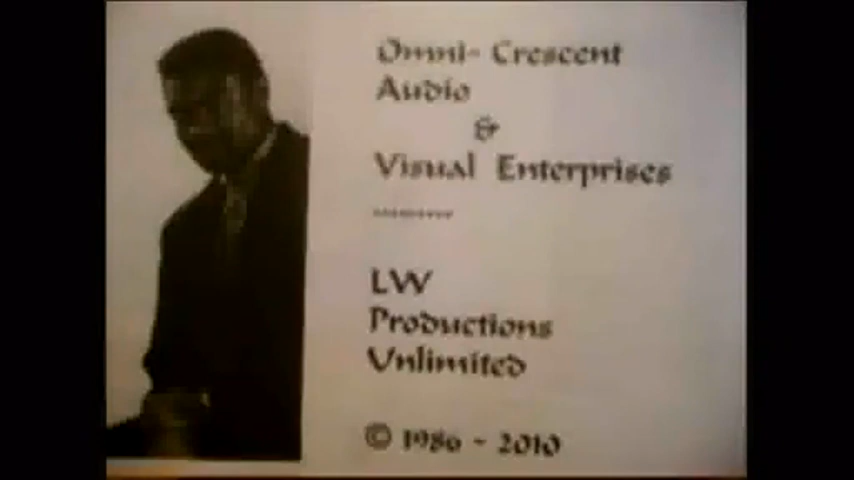 Omni- Crescent
Audio
&
Visual Enterprises
---------
LW
Productions
Unlimited
© 1986 - 2010